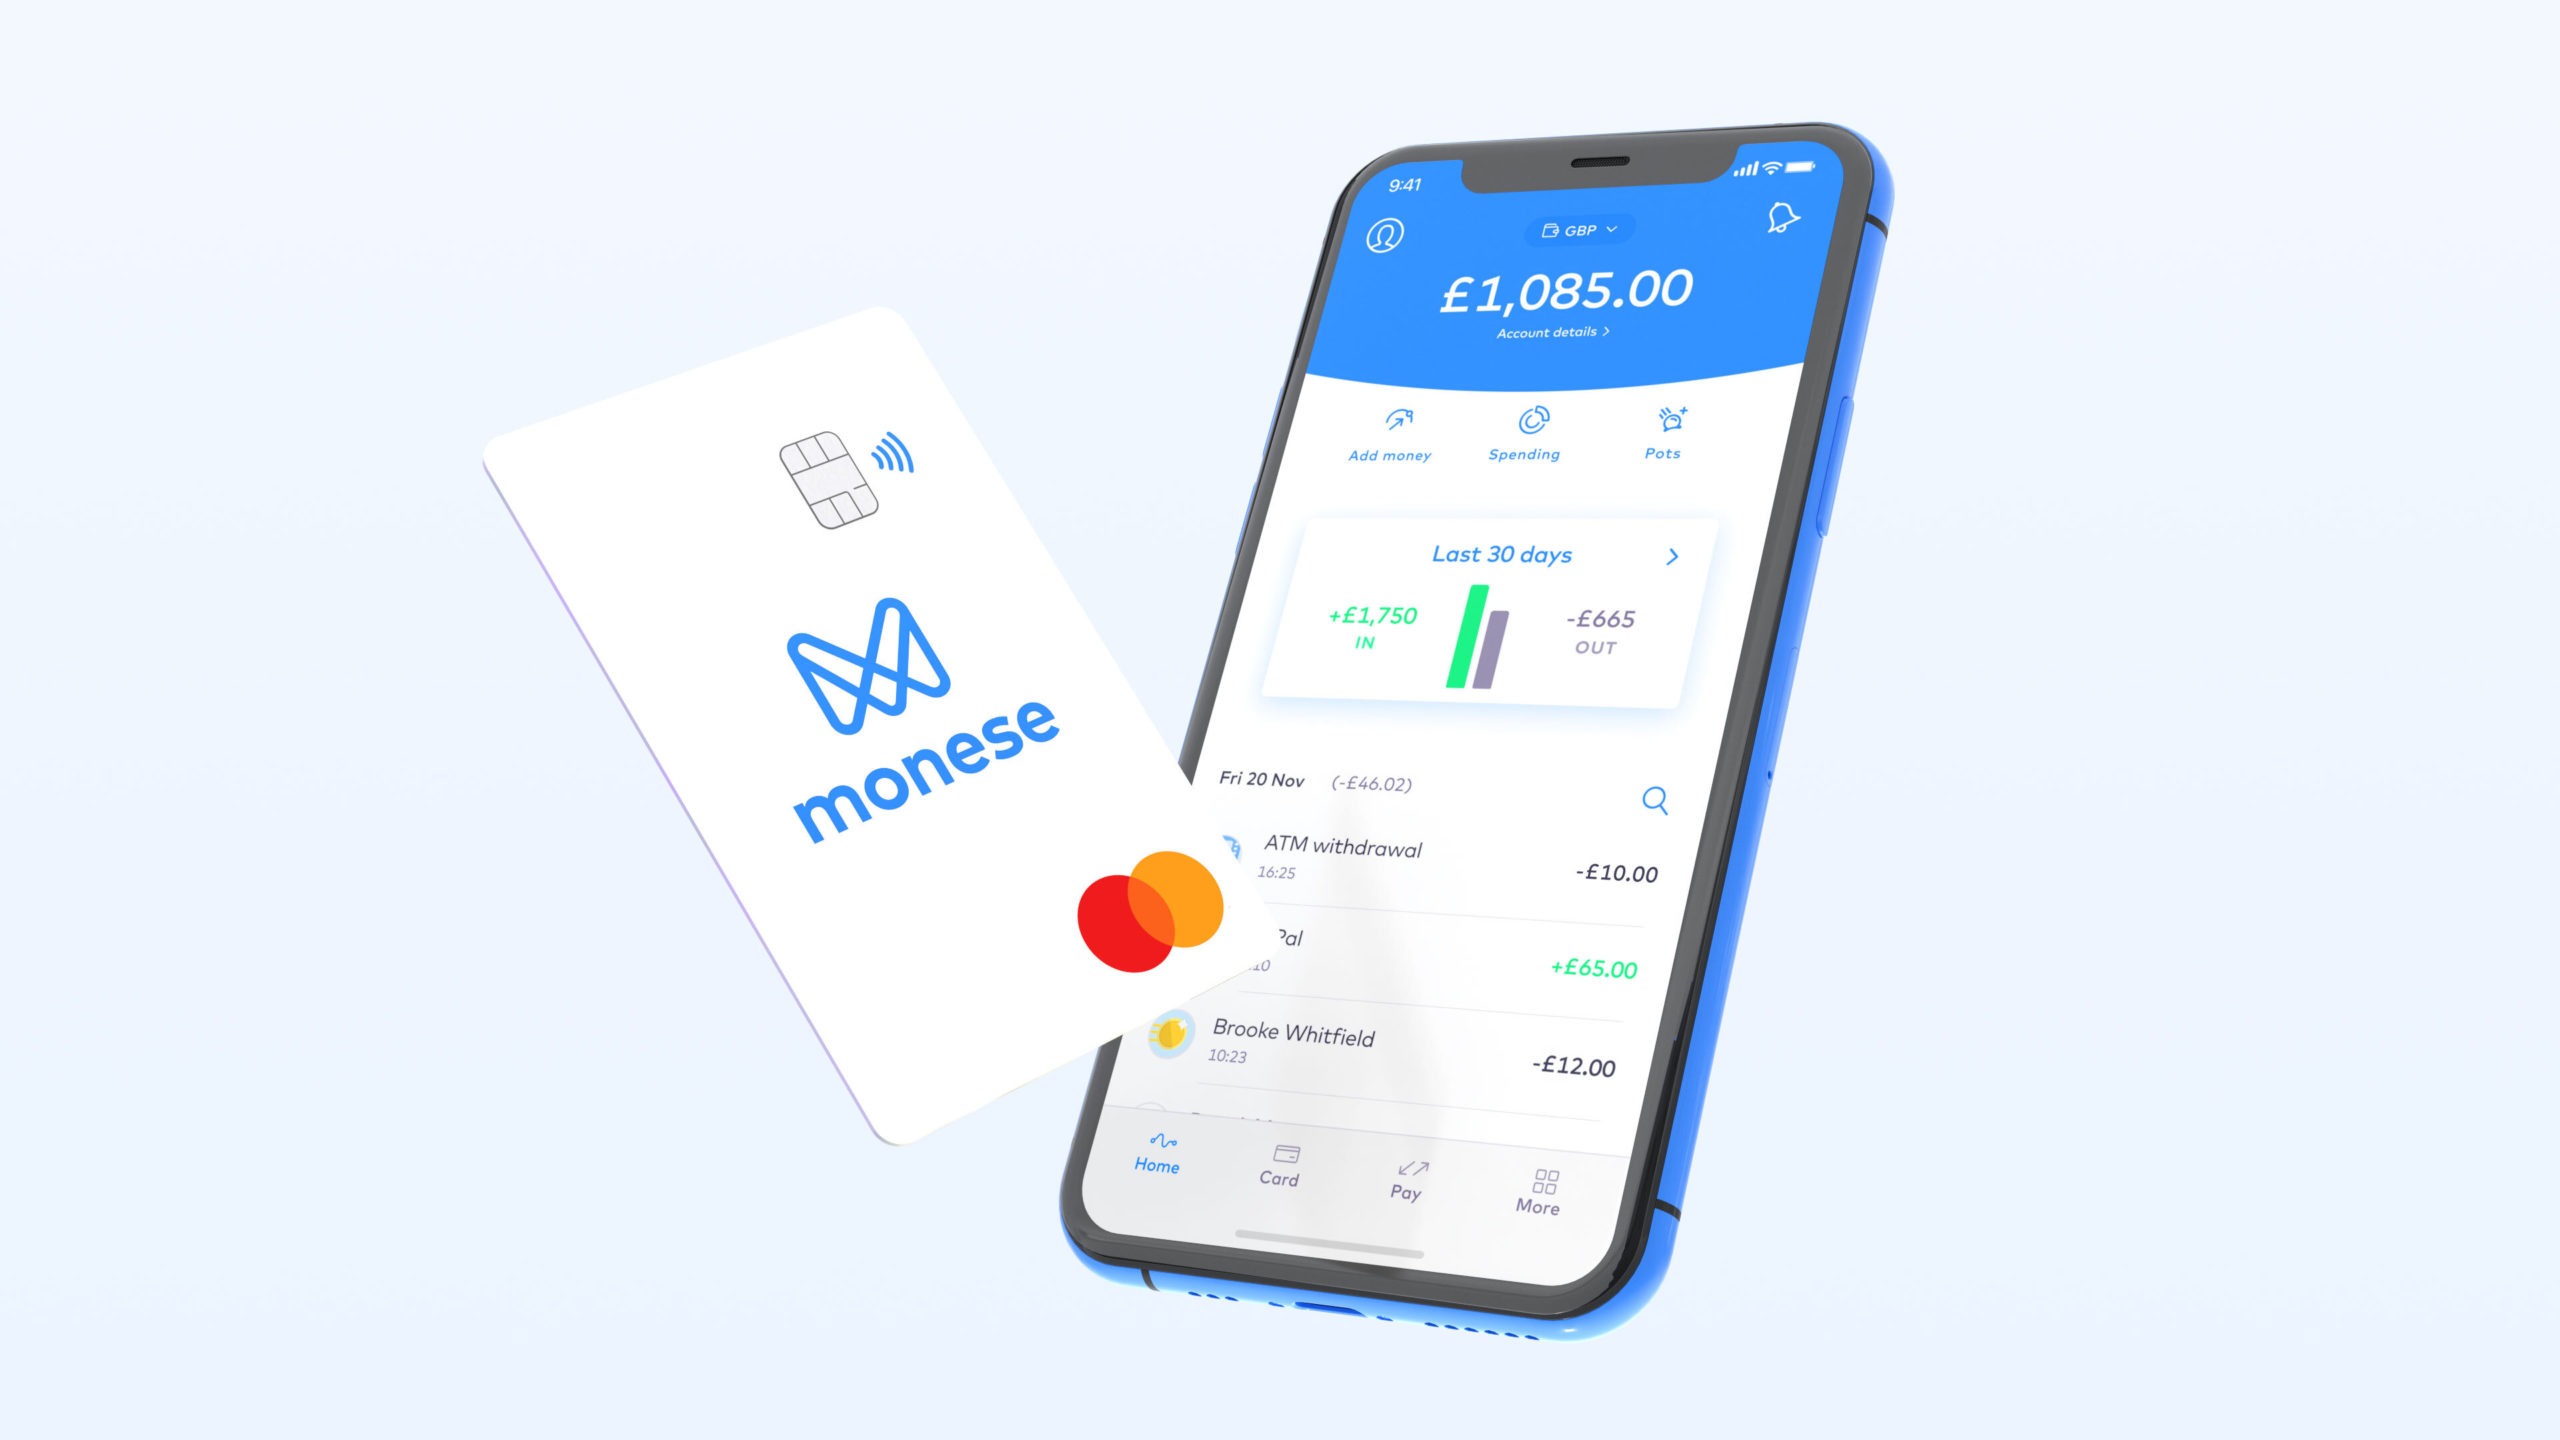 monese
9:41
GBP
£1,085.00
Account details
Add money
Spending
Pots
Last 30 days
+£1,750
IN
-£665
OUT
Fri 20 Nov (-£46.02)
ATM withdrawal
16:25
-£10.00
Pal
10
+£65.00
Brooke Whitfield
10:23
-£12.00
Home
Card
Pay
More